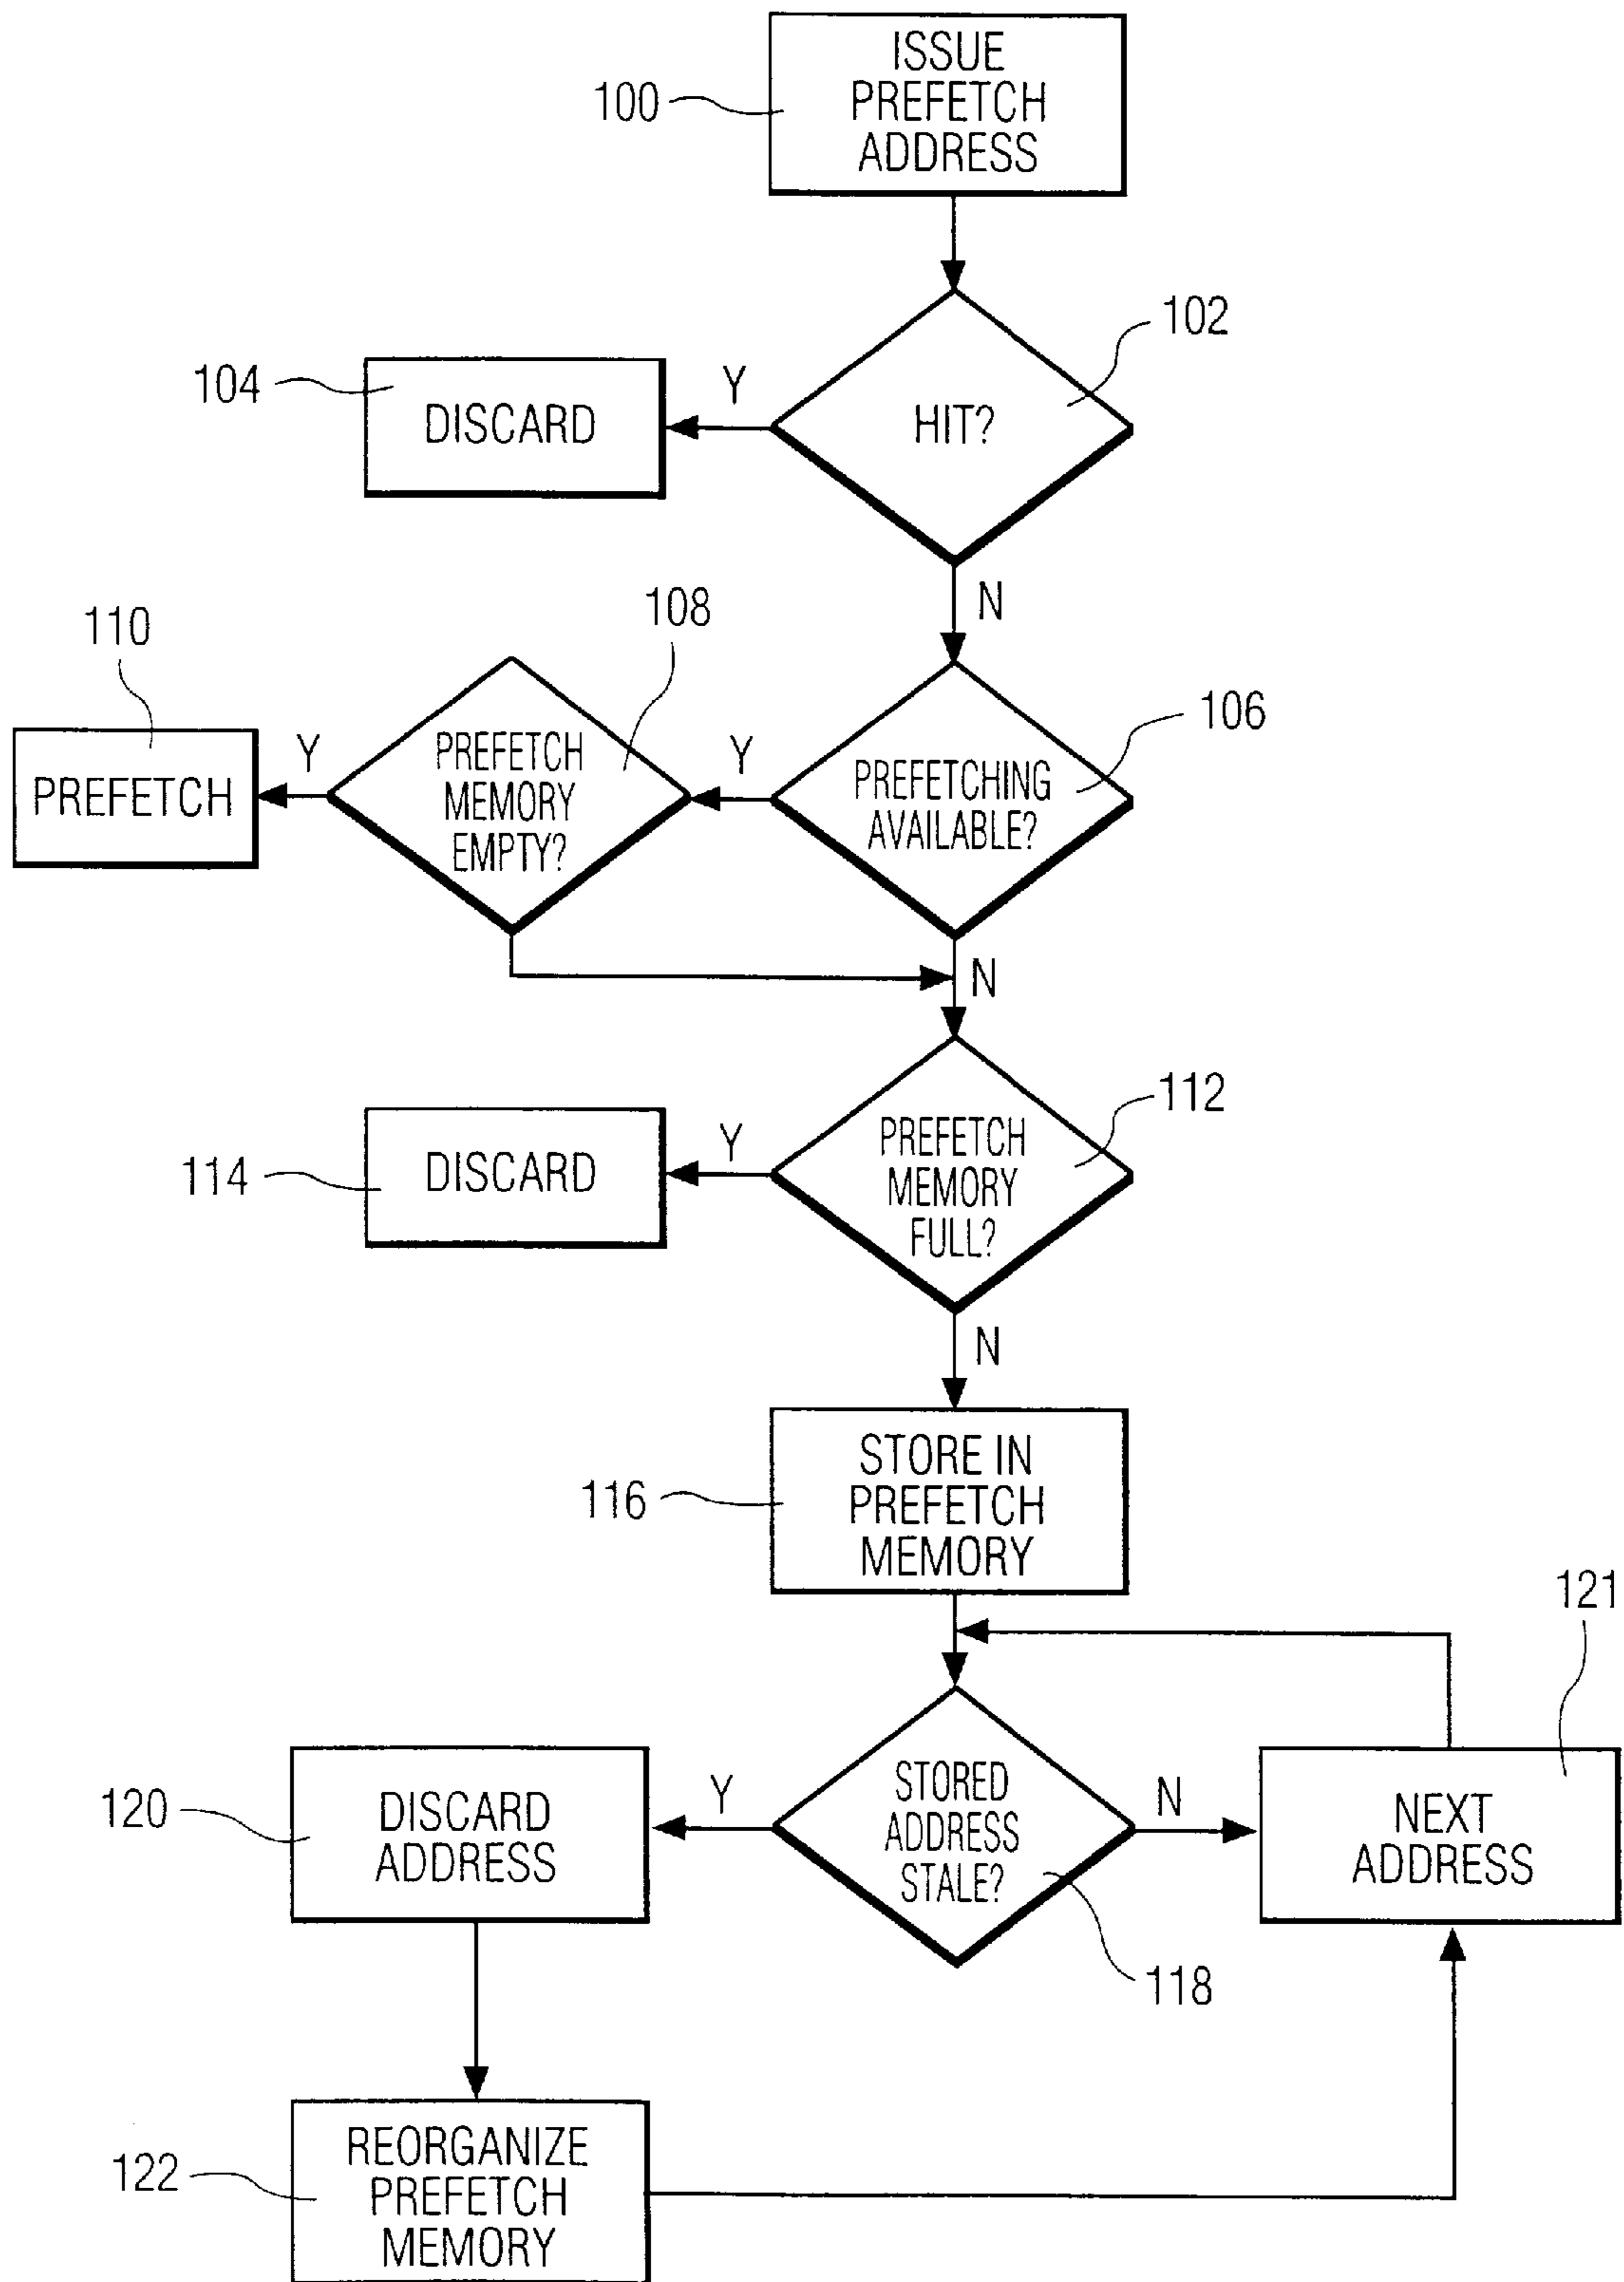 ISSUE
PREFETCH
ADDRESS
100
102
HIT?
Y
104
DISCARD
N
108
110
106
PREFETCHING
AVAILABLE?
Y
PREFETCH
MEMORY
EMPTY?
Y
PREFETCH
N
112
PREFETCH
MEMORY
FULL?
Y
DISCARD
114
N
STORE IN
PREFETCH
MEMORY
116
121
STORED
ADDRESS
STALE?
118
Y
N
DISCARD
ADDRESS
120
NEXT
ADDRESS
REORGANIZE
PREFETCH
MEMORY
122